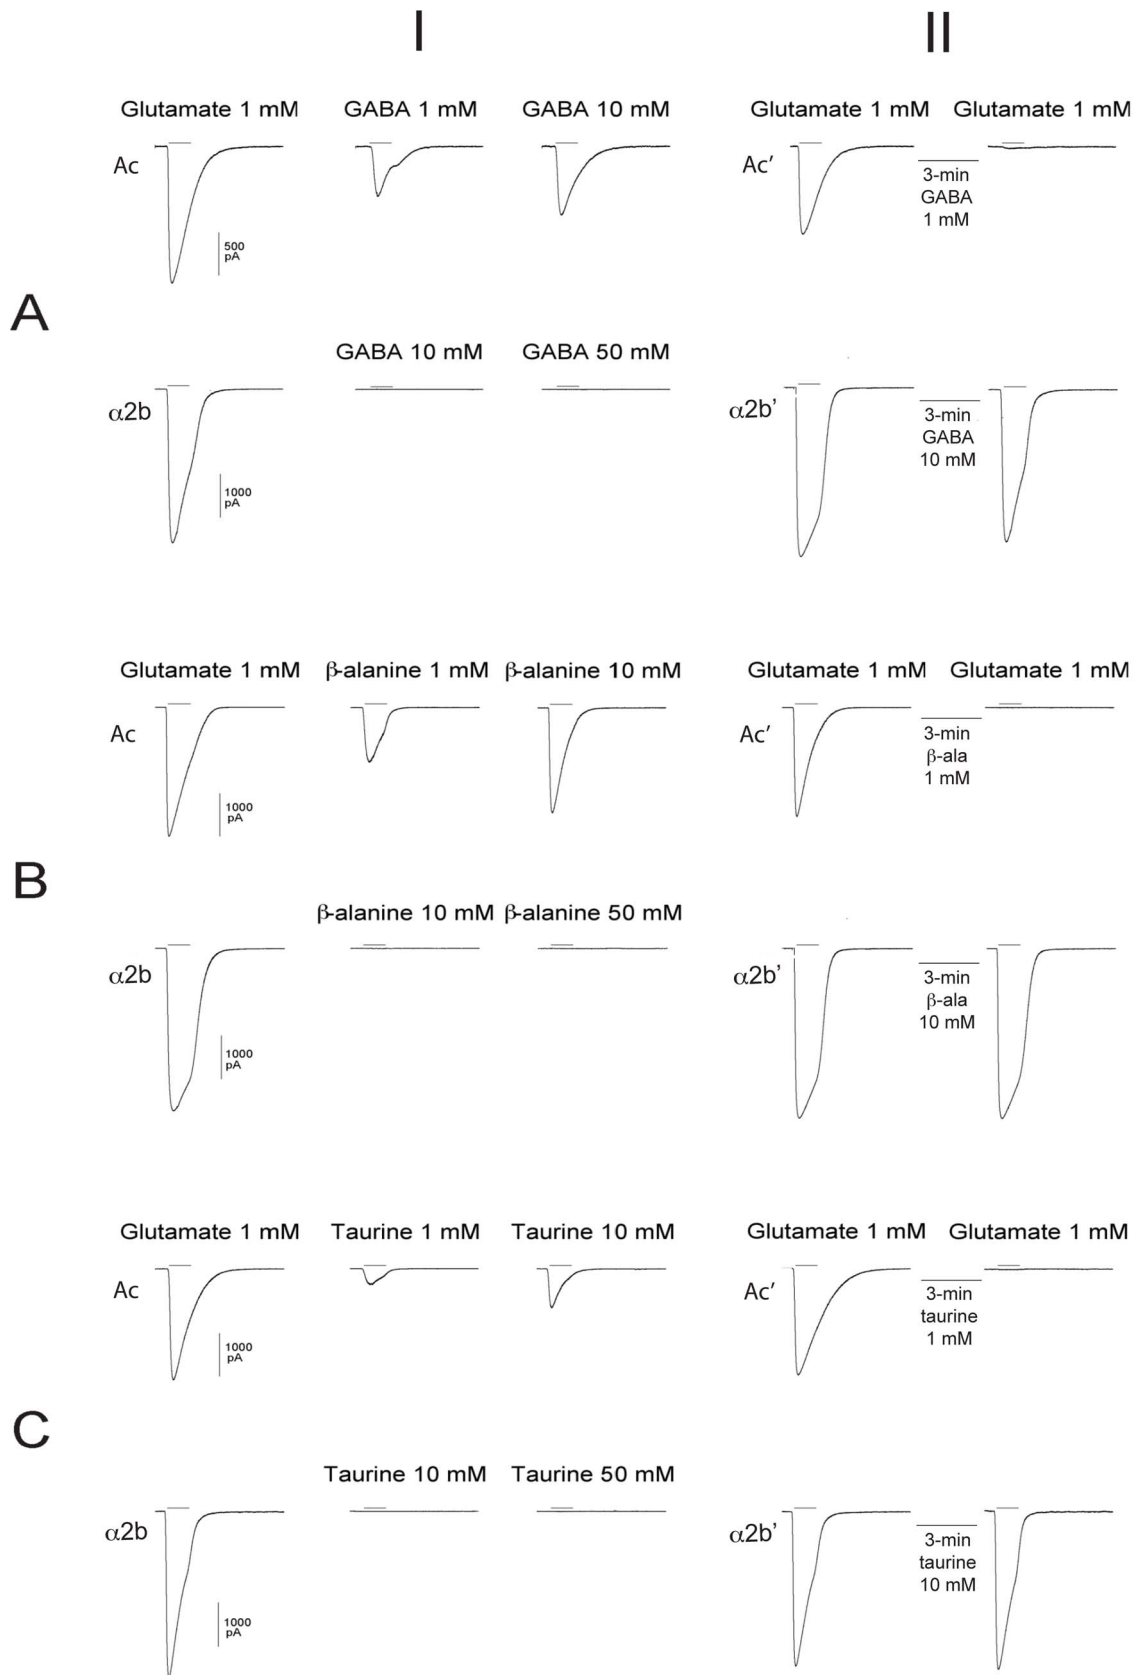 I II
Glutamate 1 mM GABA 1 mM GABA 10 mM Glutamate 1 mM Glutamate 1 mM
Ac Ac′
3-min
GABA
1 mM
500
pA
A
GABA 10 mM GABA 50 mM
α2b α2b’
3-min
GABA
10 mM
1000
pA
Glutamate 1 mM β-alanine 1 mM β-alanine 10 mM Glutamate 1 mM Glutamate 1 mM
Ac Ac′
3-min
β-ala
1 mM
1000
pA
B
β-alanine 10 mM β-alanine 50 mM
α2b α2b’
3-min
β-ala
10 mM
1000
pA
Glutamate 1 mM Taurine 1 mM Taurine 10 mM Glutamate 1 mM Glutamate 1 mM
Ac Ac′
3-min
taurine
1 mM
1000
pA
C
Taurine 10 mM Taurine 50 mM
α2b α2b’
3-min
taurine
10 mM
1000
pA